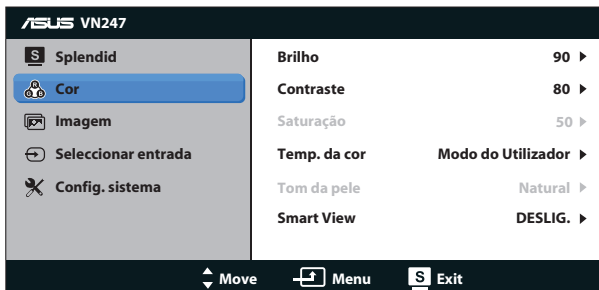 ASUS VN247
S Splendid
R G B Cor
Imagem
Seleccionar entrada
Config. sistema
Brilho 90
Contraste 80
Saturação 50
Temp. da cor Modo do Utilizador
Tom da pele Natural
Smart View DESLIG.
Move Menu S Exit